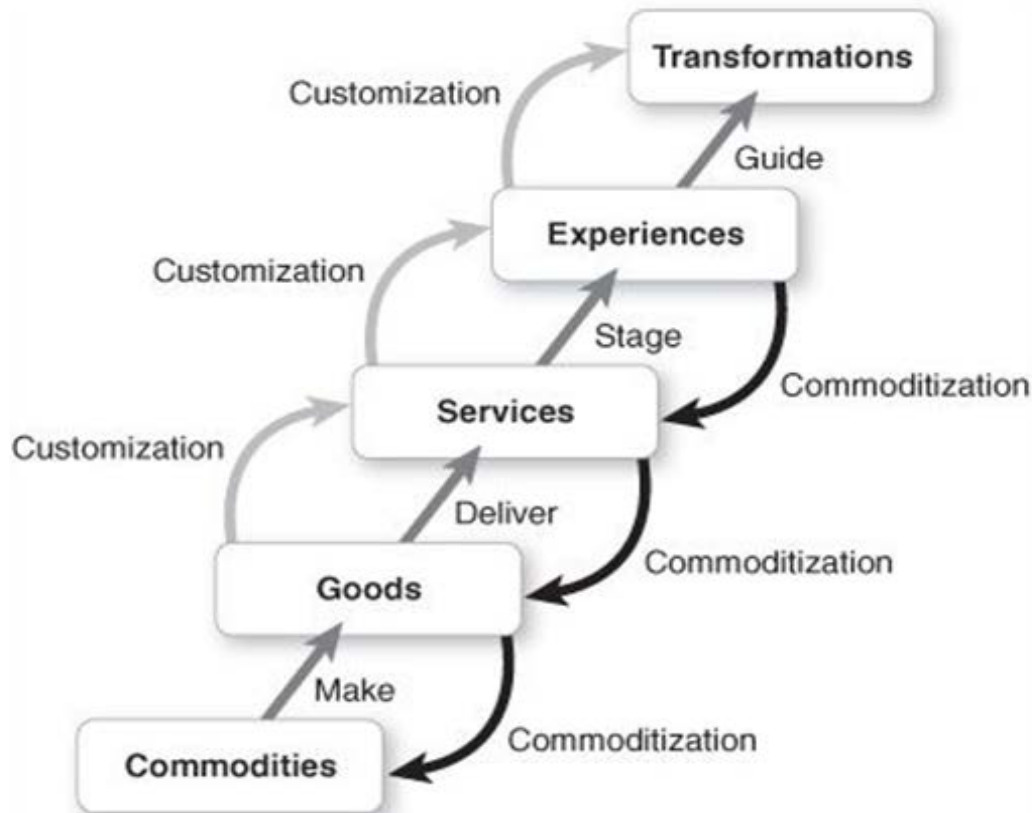 Transformations
Customization
Guide
Experiences
Customization
Stage
Commoditization
Services
Customization
Deliver
Commoditization
Goods
Make
Commoditization
Commodities